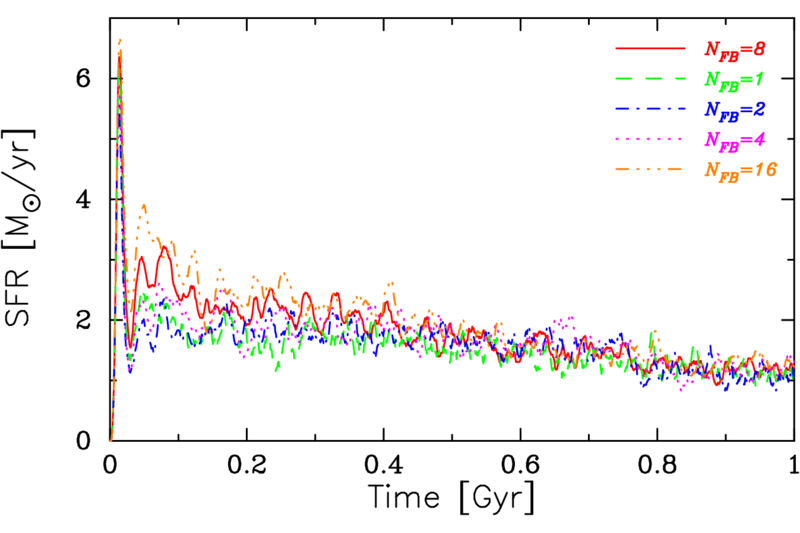 N_FB=8
N_FB=1
N_FB=2
N_FB=4
N_FB=16
SFR [M⊙/yr]
6
4
2
0
0 0.2 0.4 0.6 0.8 1
Time [Gyr]